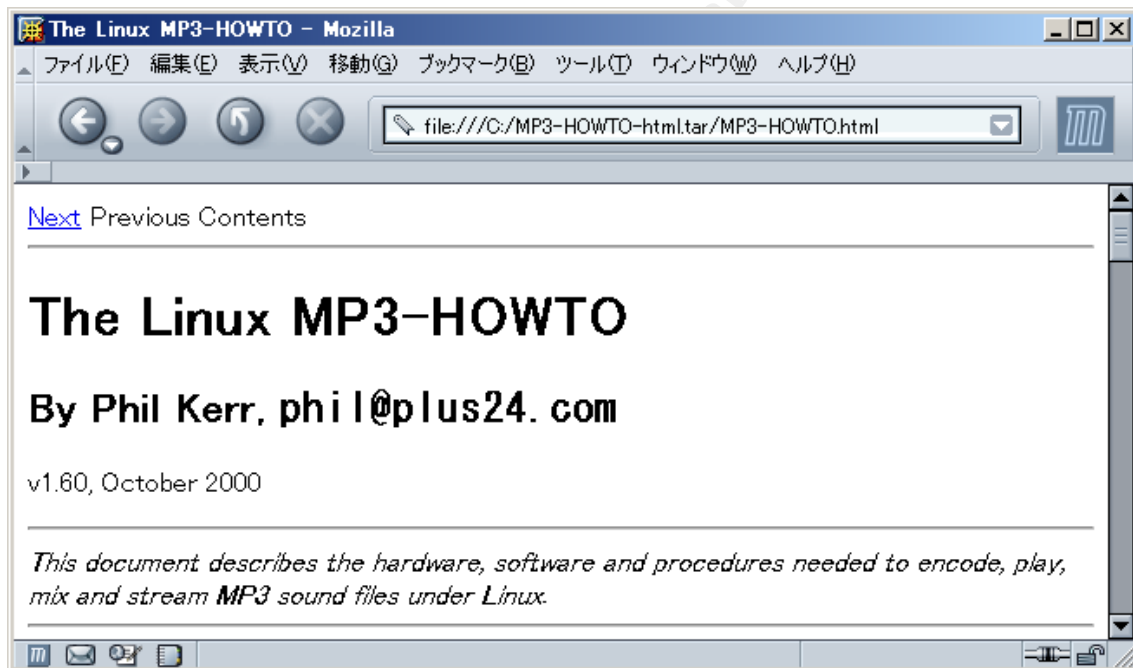 The Linux MP3-HOWTO - Mozilla
ファイル(F) 編集(E) 表示(V) 移動(G) ブックマーク(B) ツール(T) ウィンドウ(W) ヘルプ(H)
file:///C:/MP3-HOWTO-html.tar/MP3-HOWTO.html
Next Previous Contents
The Linux MP3-HOWTO
By Phil Kerr, phil@plus24.com
v1.60, October 2000
This document describes the hardware, software and procedures needed to encode, play,
mix and stream MP3 sound files under Linux.